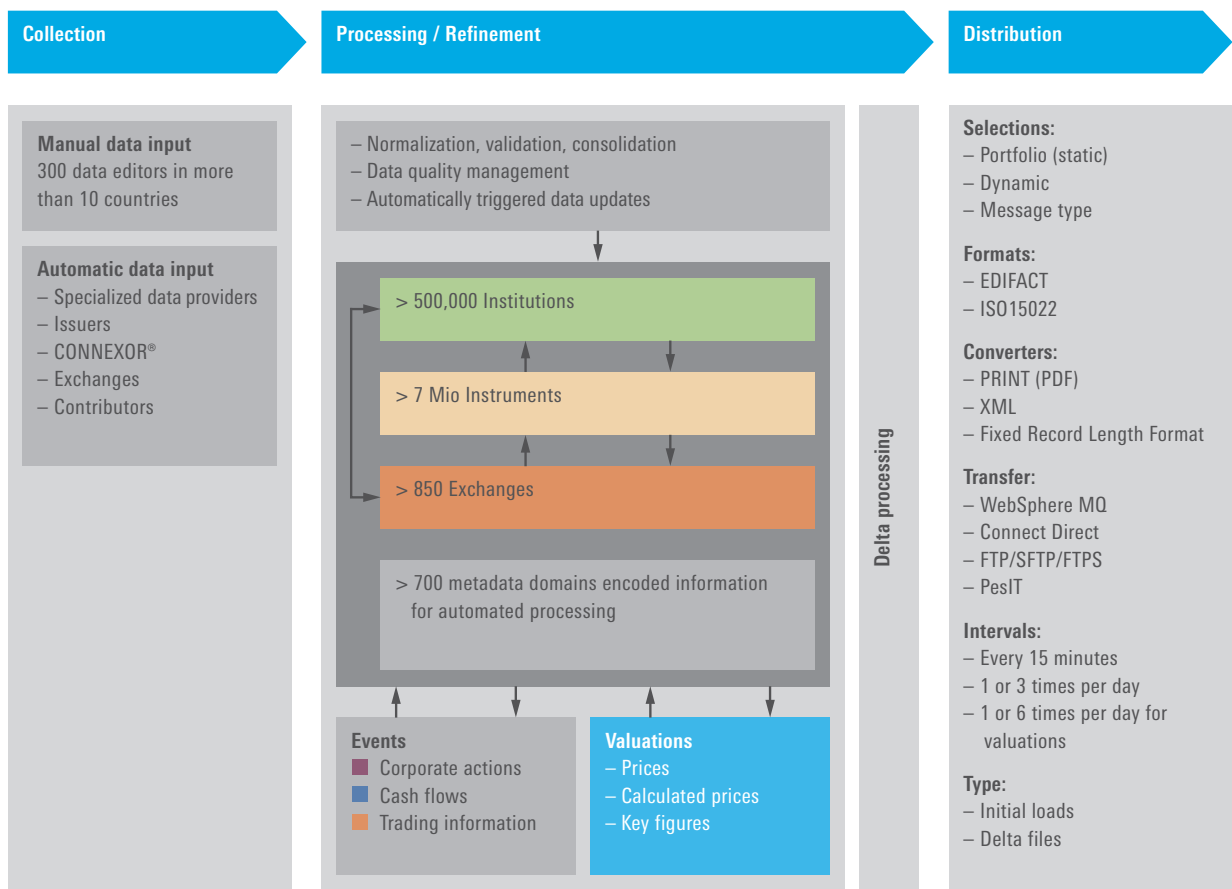 Collection
Processing / Refinement
Distribution
Manual data input
300 data editors in more
than 10 countries
Automatic data input
– Specialized data providers
– Issuers
– CONNEXOR®
– Exchanges
– Contributors
– Normalization, validation, consolidation
– Data quality management
– Automatically triggered data updates
> 500,000 Institutions
> 7 Mio Instruments
> 850 Exchanges
> 700 metadata domains encoded information
for automated processing
Events
Corporate actions
Cash flows
Trading information
Valuations
– Prices
– Calculated prices
– Key figures
Delta processing
Selections:
– Portfolio (static)
– Dynamic
– Message type
Formats:
– EDIFACT
– ISO15022
Converters:
– PRINT (PDF)
– XML
– Fixed Record Length Format
Transfer:
– WebSphere MQ
– Connect Direct
– FTP/SFTP/FTPS
– PesIT
Intervals:
– Every 15 minutes
– 1 or 3 times per day
– 1 or 6 times per day for
valuations
Type:
– Initial loads
– Delta files